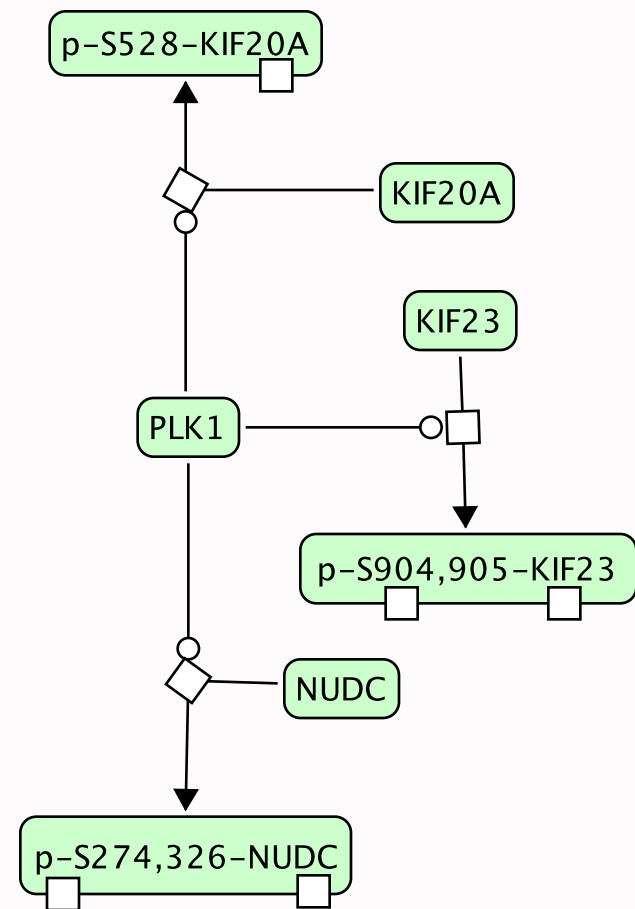 p-S528-KIF20A
KIF20A
KIF23
PLK1
p-S904,905-KIF23
NUDC
p-S274,326-NUDC